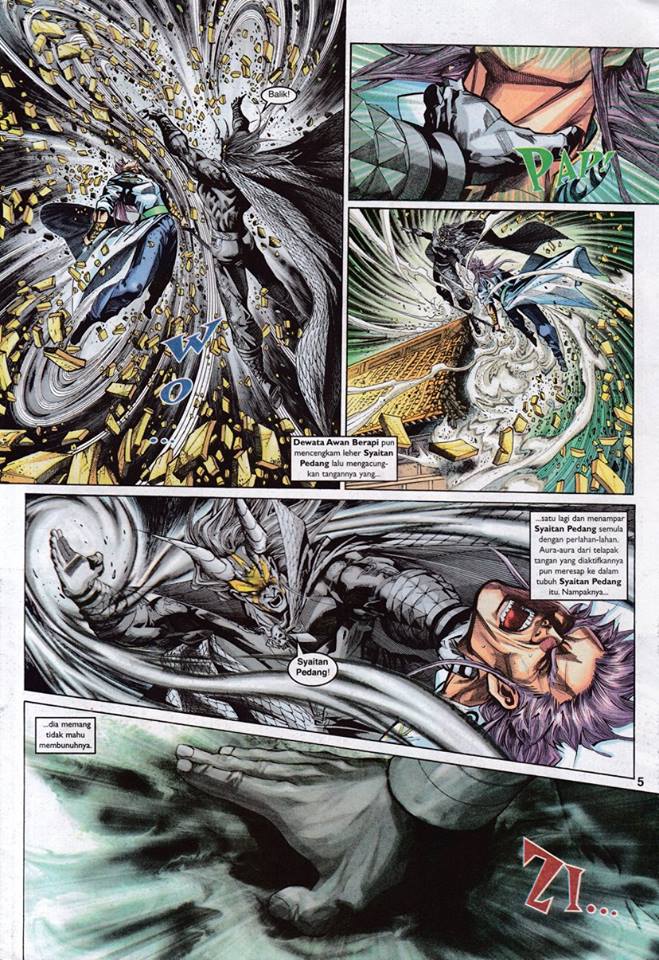 Balik!
WO...
Dewata Awan Berapi pun
mencengkam leher Syaitan
Pedang lalu mengacung-
kan tangannya yang...
PAP!
...satu lagi dan menampar
Syaitan Pedang semula
dengan perlahan-lahan.
Aura-aura dari telapak
tangan yang diaktifkannya
pun meresap ke dalam
tubuh Syaitan Pedang
itu. Nampaknya...
Syaitan
Pedang!
...dia memang
tidak mahu
membunuhnya.
5
ZI...